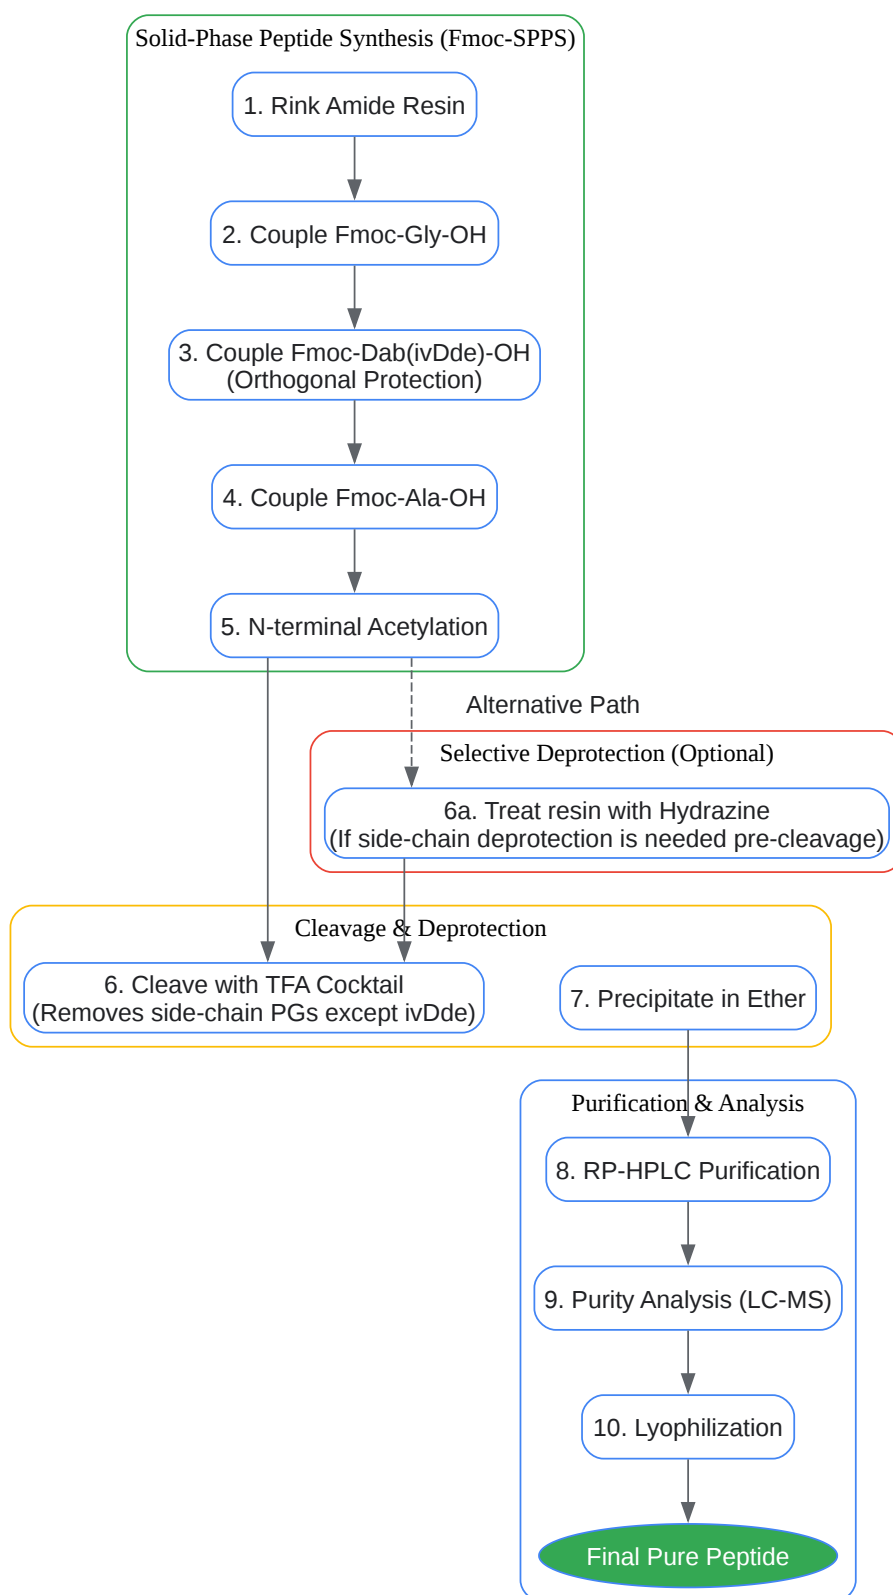 Solid-Phase Peptide Synthesis (Fmoc-SPPS)
1. Rink Amide Resin
2. Couple Fmoc-Gly-OH
3. Couple Fmoc-Dab(ivDde)-OH
(Orthogonal Protection)
4. Couple Fmoc-Ala-OH
5. N-terminal Acetylation
Alternative Path
Selective Deprotection (Optional)
6a. Treat resin with Hydrazine
(If side-chain deprotection is needed pre-cleavage)
Cleavage & Deprotection
6. Cleave with TFA Cocktail
(Removes side-chain PGs except ivDde)
7. Precipitate in Ether
Purification & Analysis
8. RP-HPLC Purification
9. Purity Analysis (LC-MS)
10. Lyophilization
Final Pure Peptide